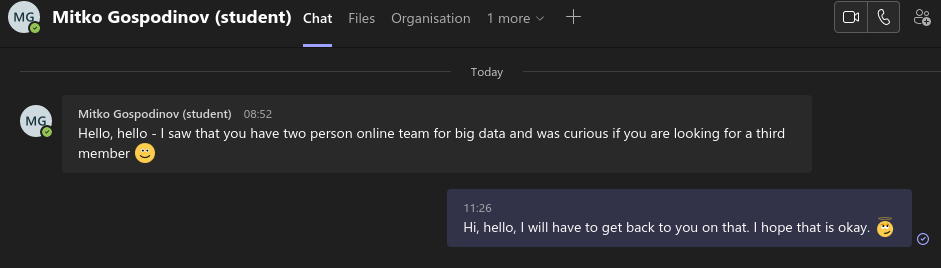 MG Mitko Gospodinov (student) Chat Files Organisation 1 more
Today
MG Mitko Gospodinov (student) 08:52
Hello, hello - I saw that you have two person online team for big data and was curious if you are looking for a third
member
11:26
Hi, hello, I will have to get back to you on that. I hope that is okay.